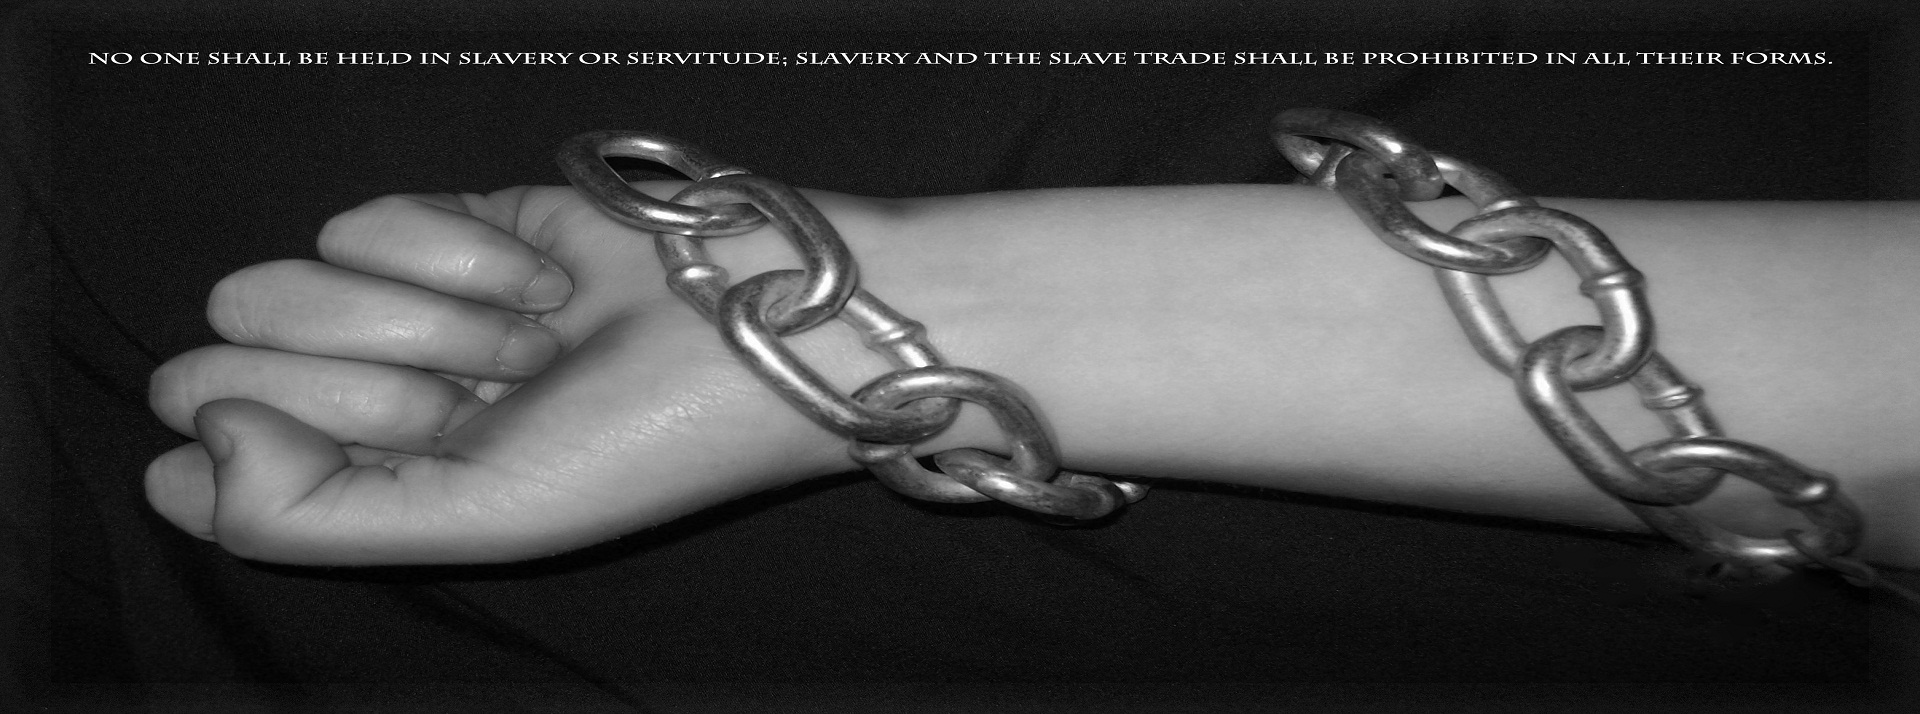 NO ONE SHALL BE HELD IN SLAVERY OR SERVITUDE; SLAVERY AND THE SLAVE TRADE SHALL BE PROHIBITED IN ALL THEIR FORMS.